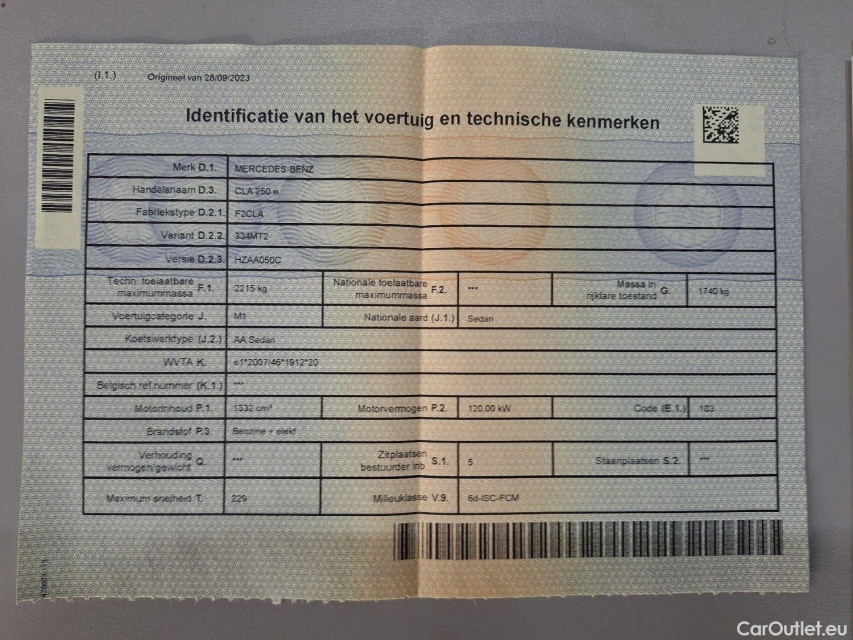 (I.1.) Origineel van 28/09/2023
Identificatie van het voertuig en technische kenmerken
Merk D.1. MERCEDES-BENZ
Handelsnaam D.3. CLA 250 e
Fabriekstype D.2.1. F2CLA
Variant D.2.2. 334MT2
Versie D.2.3. HZAA050C
Techn. toelaatbare maximummassa F.1. 2215 kg Nationale toelaatbare maximummassa F.2. *** Massa in rijklare toestand G. 1740 kg
Voertuigcategorie J. M1 Nationale aard (J.1.) Sedan
Koetswerktype (J.2.) AA Sedan
WVTA K. e1*2007/46*1912*20
Belgisch ref.nummer (K.1.) ***
Motorinhoud P.1. 1332 cm³ Motorvermogen P.2. 120.00 kW Code (E.1.) 103
Brandstof P.3. Benzine + elekt
Verhouding vermogen/gewicht Q. *** Zitplaatsen bestuurder inb. S.1. 5 Staanplaatsen S.2. ***
Maximum snelheid T. 229 Milieuklasse V.9. 6d-ISC-FCM
CarOutlet.eu